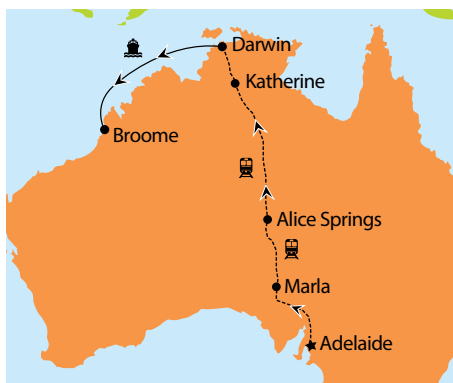 Darwin
Katherine
Broome
Alice Springs
Marla
Adelaide